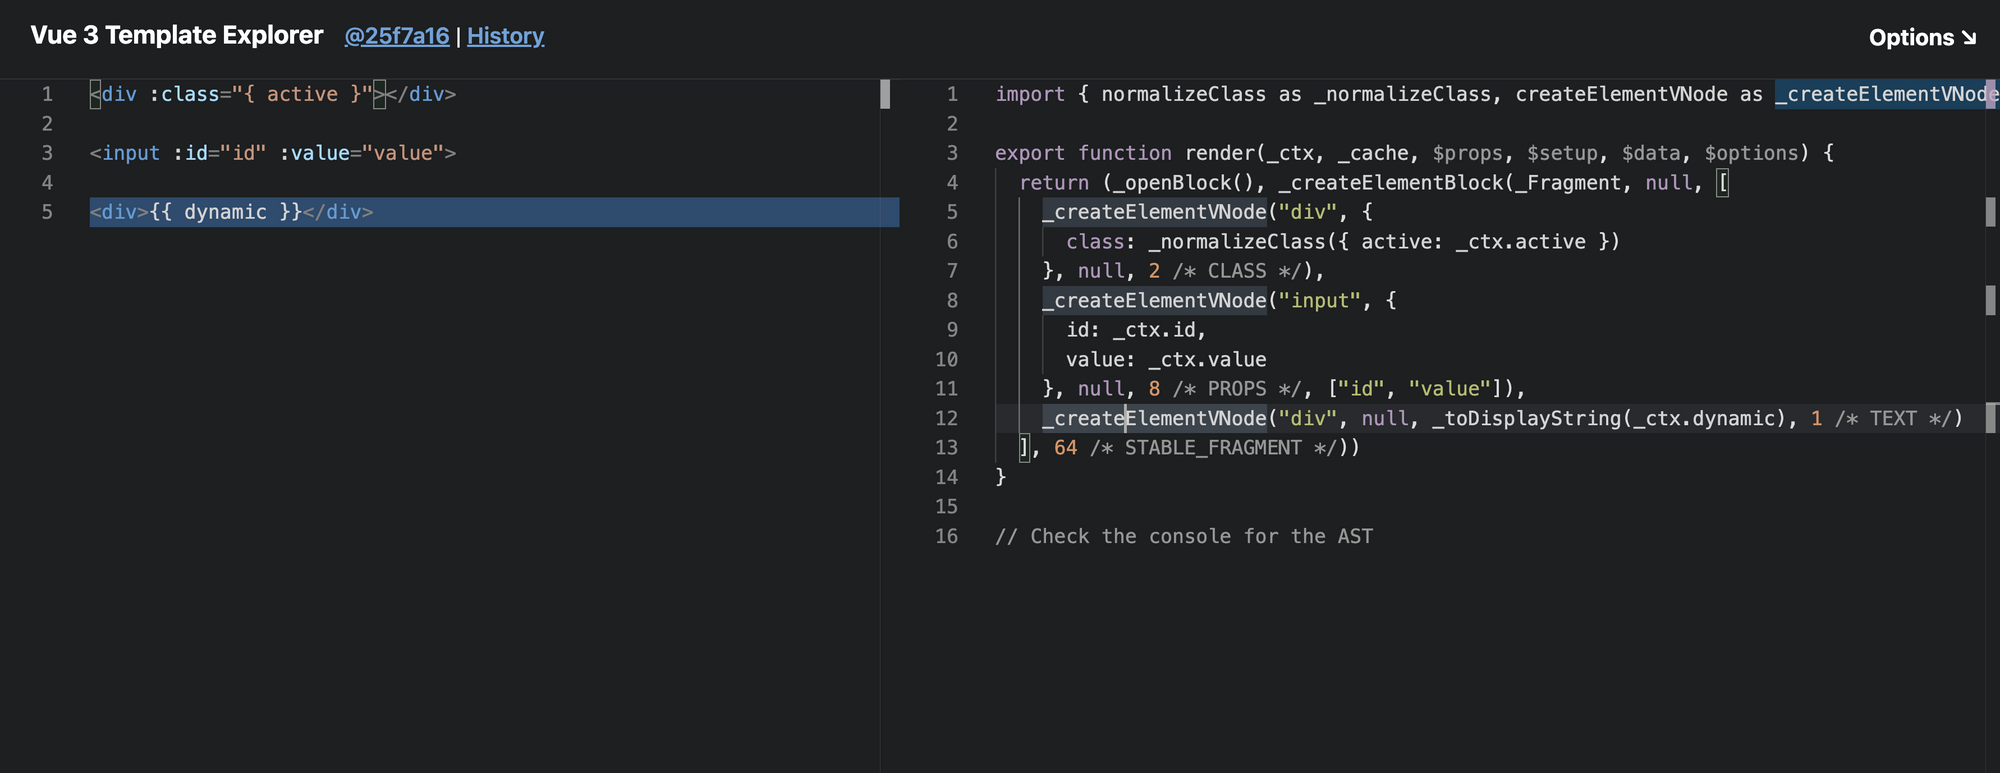 Vue 3 Template Explorer @25f7a16 | History
Options ↘
1 <div :class="{ active }"></div>
2
3 <input :id="id" :value="value">
4
5 <div>{{ dynamic }}</div>
1 import { normalizeClass as _normalizeClass, createElementVNode as _createElementVNode
2
3 export function render(_ctx, _cache, $props, $setup, $data, $options) {
4 return (_openBlock(), _createElementBlock(_Fragment, null, [
5 _createElementVNode("div", {
6 class: _normalizeClass({ active: _ctx.active })
7 }, null, 2 /* CLASS */),
8 _createElementVNode("input", {
9 id: _ctx.id,
10 value: _ctx.value
11 }, null, 8 /* PROPS */, ["id", "value"]),
12 _createElementVNode("div", null, _toDisplayString(_ctx.dynamic), 1 /* TEXT */)
13 ], 64 /* STABLE_FRAGMENT */))
14 }
15
16 // Check the console for the AST